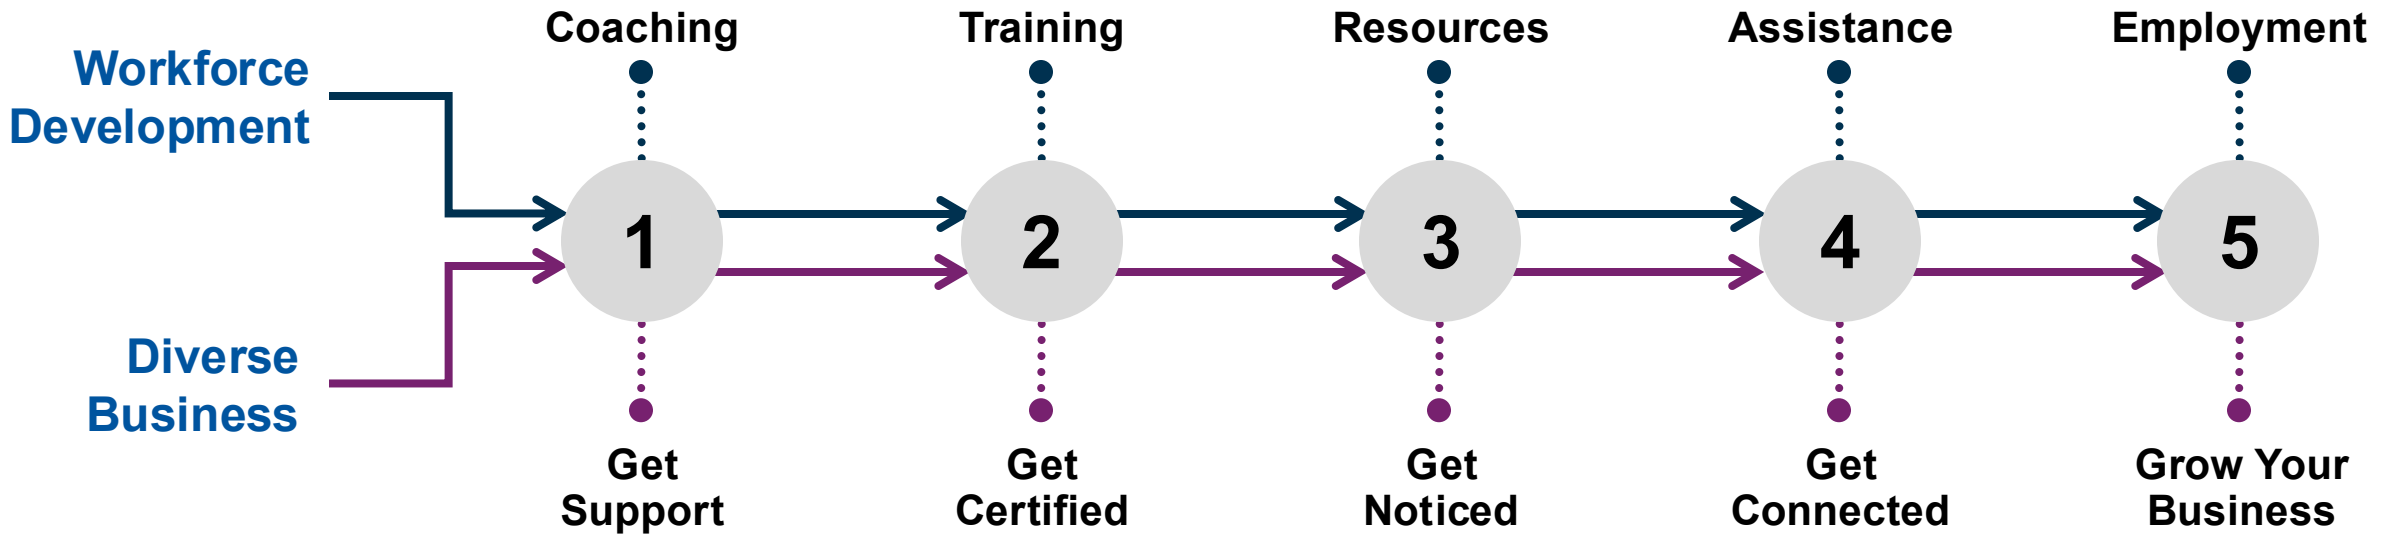 Coaching
Training
Resources
Assistance
Employment
Workforce
Development
1
2
3
4
5
Diverse
Business
Get
Support
Get
Certified
Get
Noticed
Get
Connected
Grow Your
Business